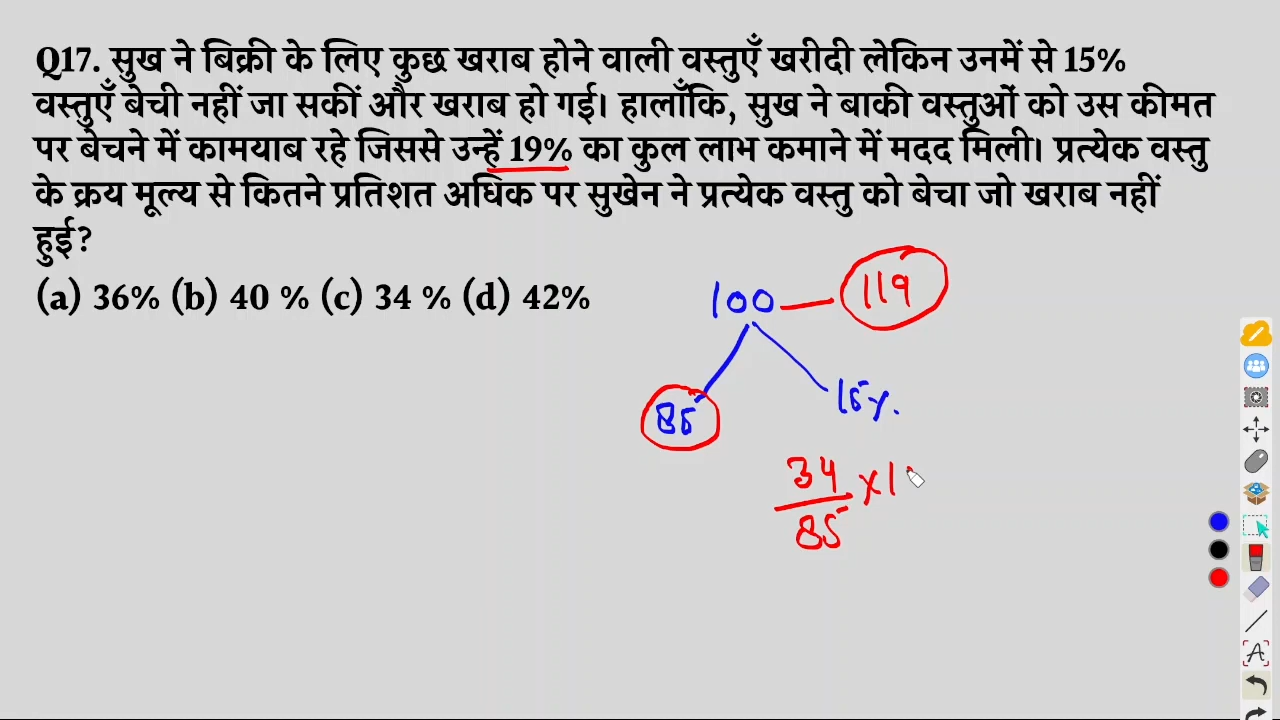 Q17. सुख ने बिक्री के लिए कुछ खराब होने वाली वस्तुएँ खरीदी लेकिन उनमें से 15%
वस्तुएँ बेची नहीं जा सकीं और खराब हो गई। हालाँकि, सुख ने बाकी वस्तुओं को उस कीमत
पर बेचने में कामयाब रहे जिससे उन्हें 19% का कुल लाभ कमाने में मदद मिली। प्रत्येक वस्तु
के क्रय मूल्य से कितने प्रतिशत अधिक पर सुखेन ने प्रत्येक वस्तु को बेचा जो खराब नहीं
हुई?
(a) 36% (b) 40 % (c) 34 % (d) 42%
100 — 119
85 15%.
34
85 ×1